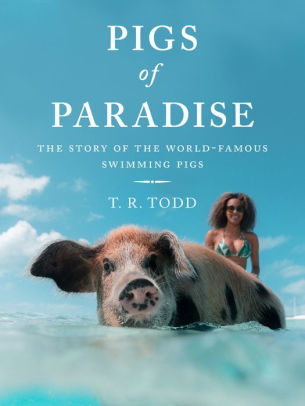 PIGS
of
PARADISE
THE STORY OF THE WORLD-FAMOUS
SWIMMING PIGS
T. R. TODD